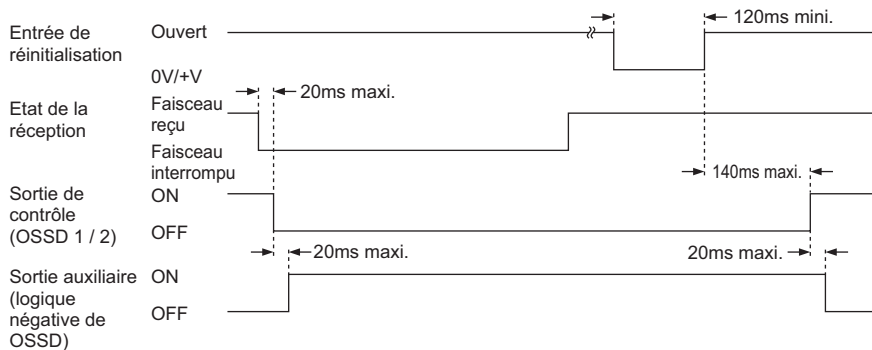 Entrée de
réinitialisation
Ouvert
0V/+V
120ms mini.
Etat de la
réception
Faisceau
reçu
Faisceau
interrompu
20ms maxi.
140ms maxi.
Sortie de
contrôle
(OSSD 1 / 2)
ON
OFF
20ms maxi.
20ms maxi.
Sortie auxiliaire
(logique
négative de
OSSD)
ON
OFF